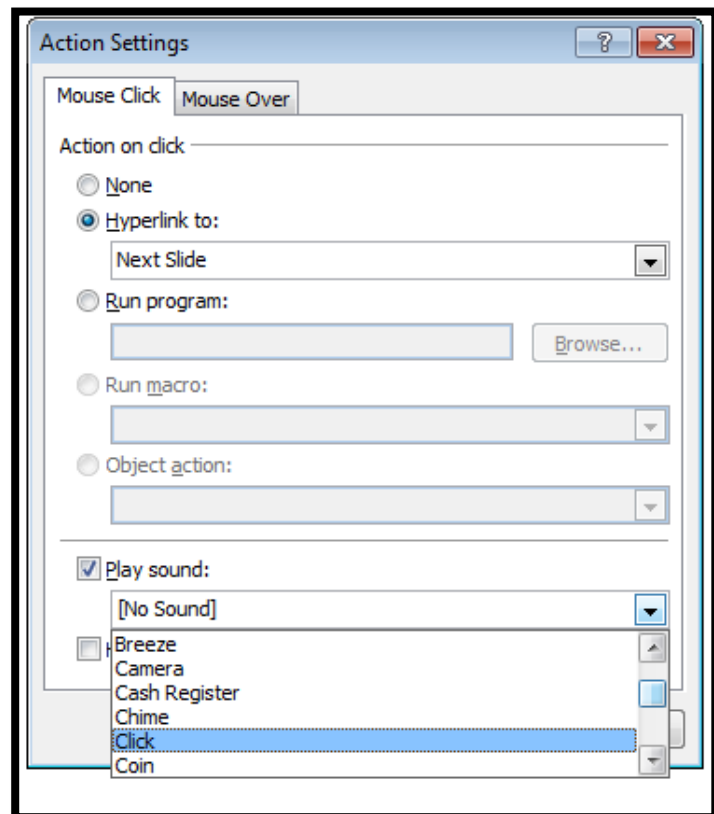 Action Settings
Mouse Click Mouse Over
Action on click
None
Hyperlink to:
Next Slide
Run program:
Browse...
Run macro:
Object action:
Play sound:
[No Sound]
Breeze
Camera
Cash Register
Chime
Click
Coin